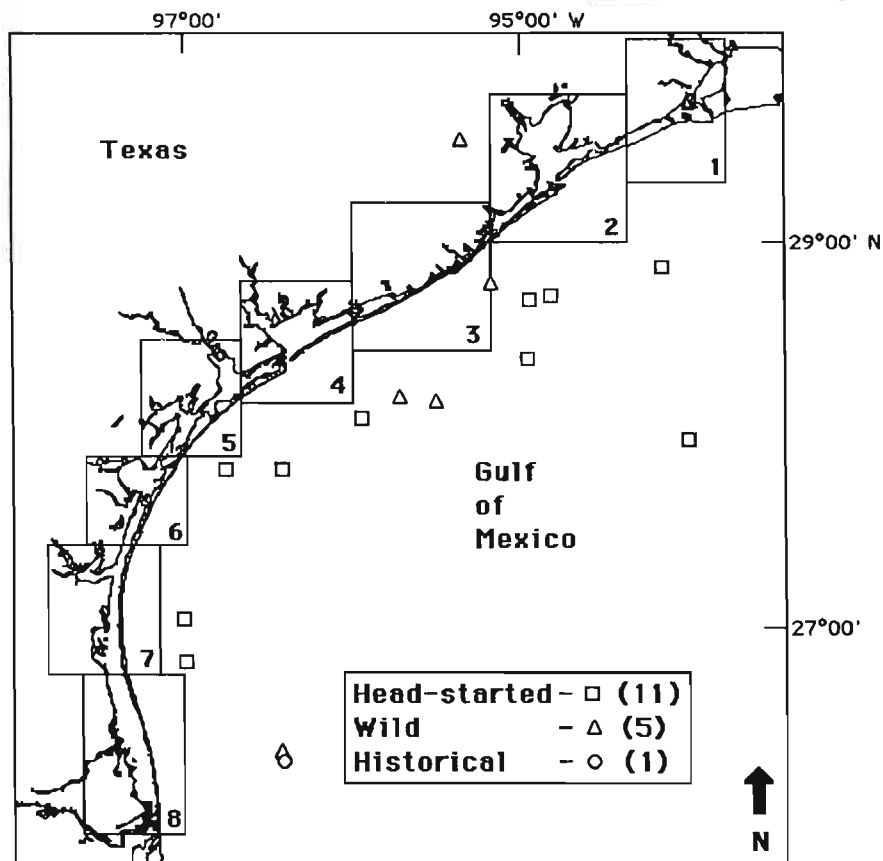 97°00'
95°00' W
Texas
1
2
29°00' N
3
4
5
Gulf
of
Mexico
6
27°00'
7
Head-started - □ (11)
Wild - △ (5)
Historical - ○ (1)
8
N